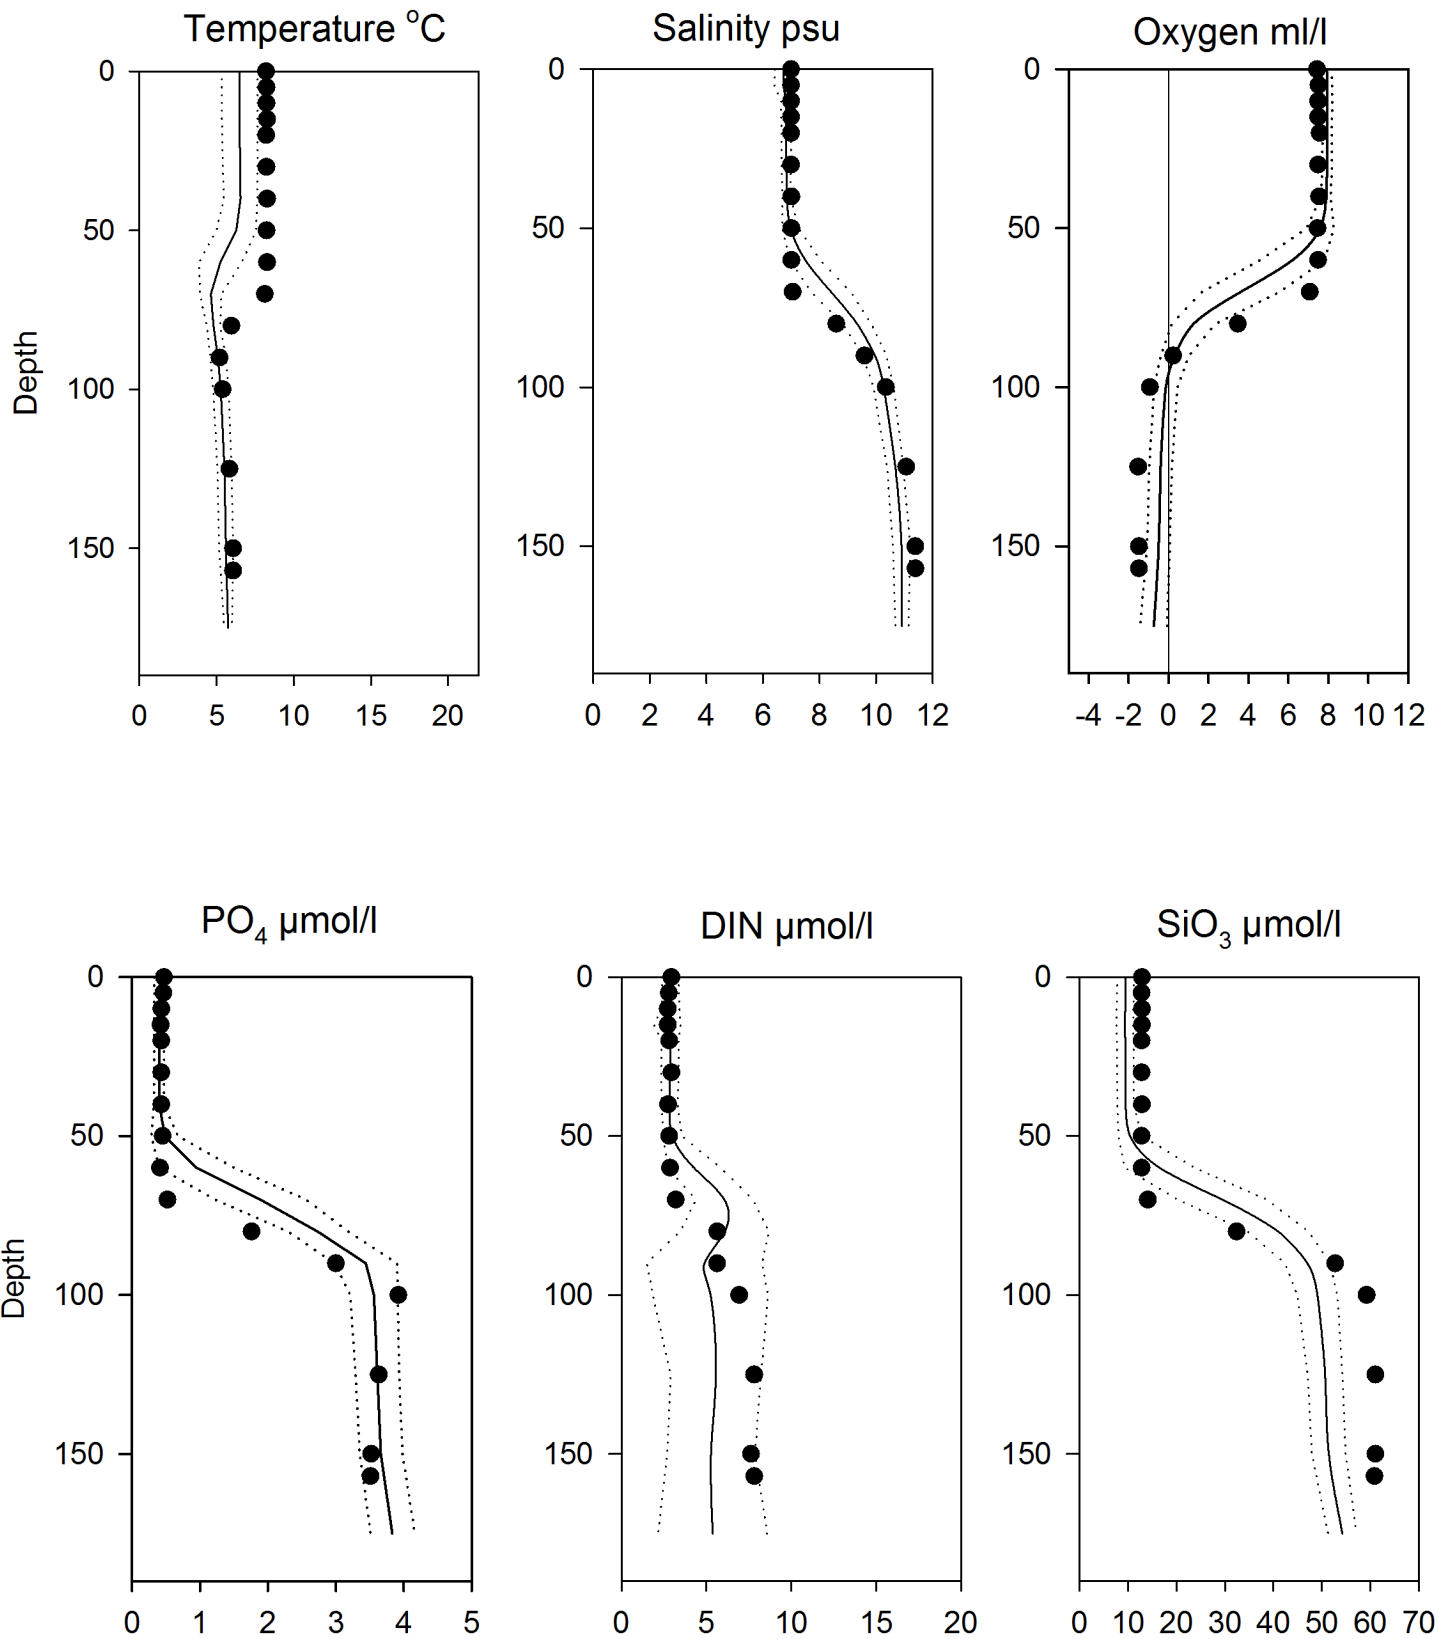 Temperature °C
Salinity psu
Oxygen ml/l
0
50
100
150
Depth
0 5 10 15 20
0
50
100
150
0 2 4 6 8 10 12
0
50
100
150
-4 -2 0 2 4 6 8 10 12
PO4 µmol/l
DIN µmol/l
SiO3 µmol/l
0
50
100
150
Depth
0 1 2 3 4 5
0
50
100
150
0 5 10 15 20
0
50
100
150
0 10 20 30 40 50 60 70